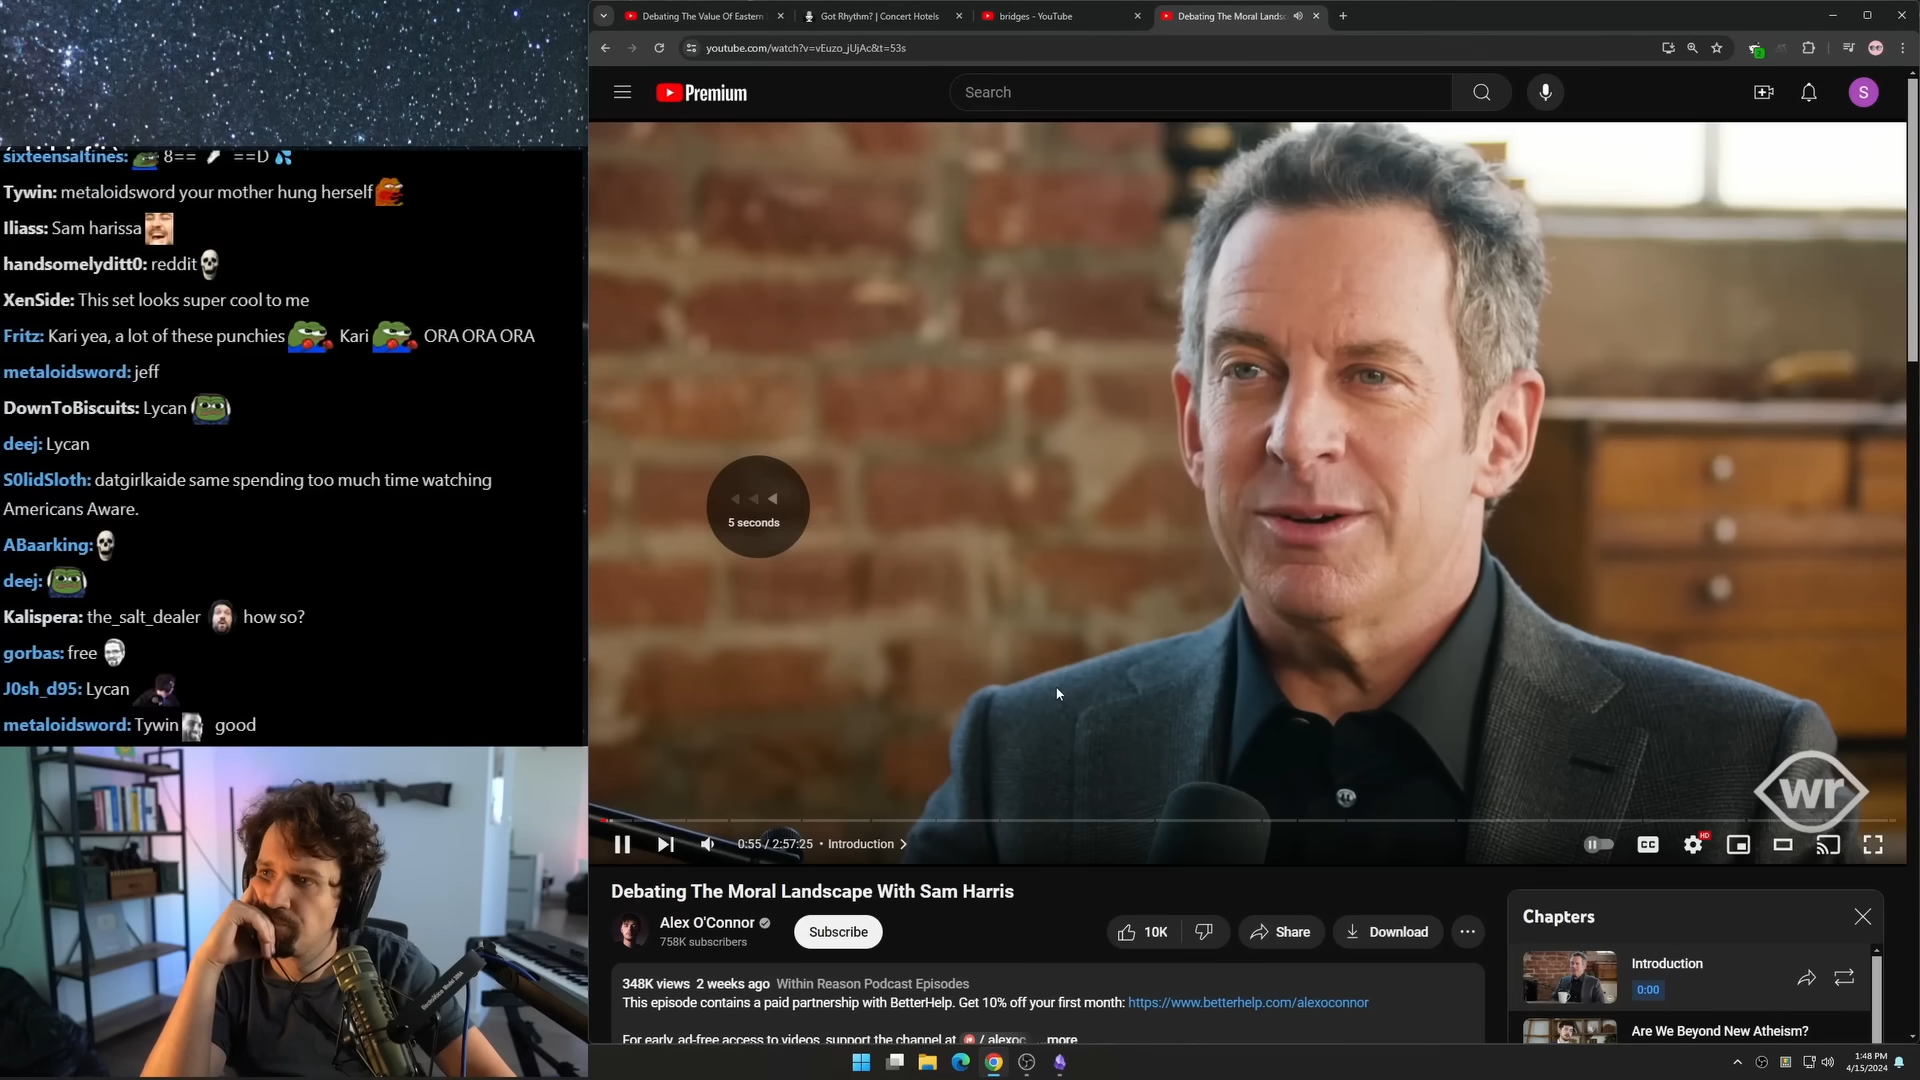 Debating The Value Of Eastern
Got Rhythm? | Concert Hotels
bridges - YouTube
Debating The Moral Landsc
youtube.com/watch?v=vEuzo_jUjAc&t=53s
2
Premium
Search
S
sixteensaltines: 8== ==D
Tywin: metaloidsword your mother hung herself
Iliass: Sam harissa
handsomelyditt0: reddit
XenSide: This set looks super cool to me
Fritz: Kari yea, a lot of these punchies Kari ORA ORA ORA
metaloidsword: jeff
DownToBiscuits: Lycan
deej: Lycan
S0lidSloth: datgirlkaide same spending too much time watching
Americans Aware.
ABaarking:
deej:
Kalispera: the_salt_dealer how so?
gorbas: free
J0sh_d95: Lycan
metaloidsword: Tywin good
5 seconds
wr
0:55 / 2:57:25 • Introduction
CC
HD
Debating The Moral Landscape With Sam Harris
Alex O'Connor
758K subscribers
Subscribe
10K
Share
Download
348K views 2 weeks ago Within Reason Podcast Episodes
This episode contains a paid partnership with BetterHelp. Get 10% off your first month: https://www.betterhelp.com/alexoconnor
For early, ad-free access to videos, support the channel at / alexoc ...more
Chapters
Introduction
0:00
Are We Beyond New Atheism?
1:48 PM
4/15/2024